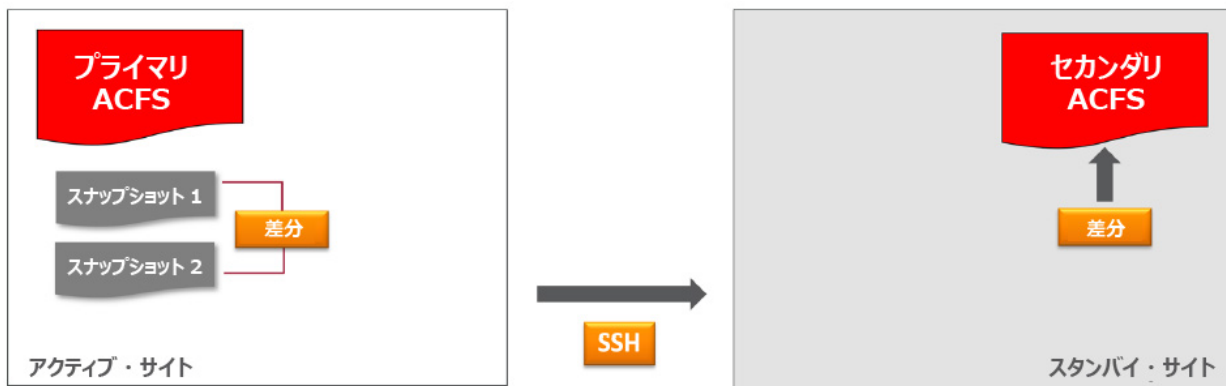 プライマリ
ACFS
スナップショット 1
差分
スナップショット 2
アクティブ・サイト
SSH
セカンダリ
ACFS
差分
スタンバイ・サイト